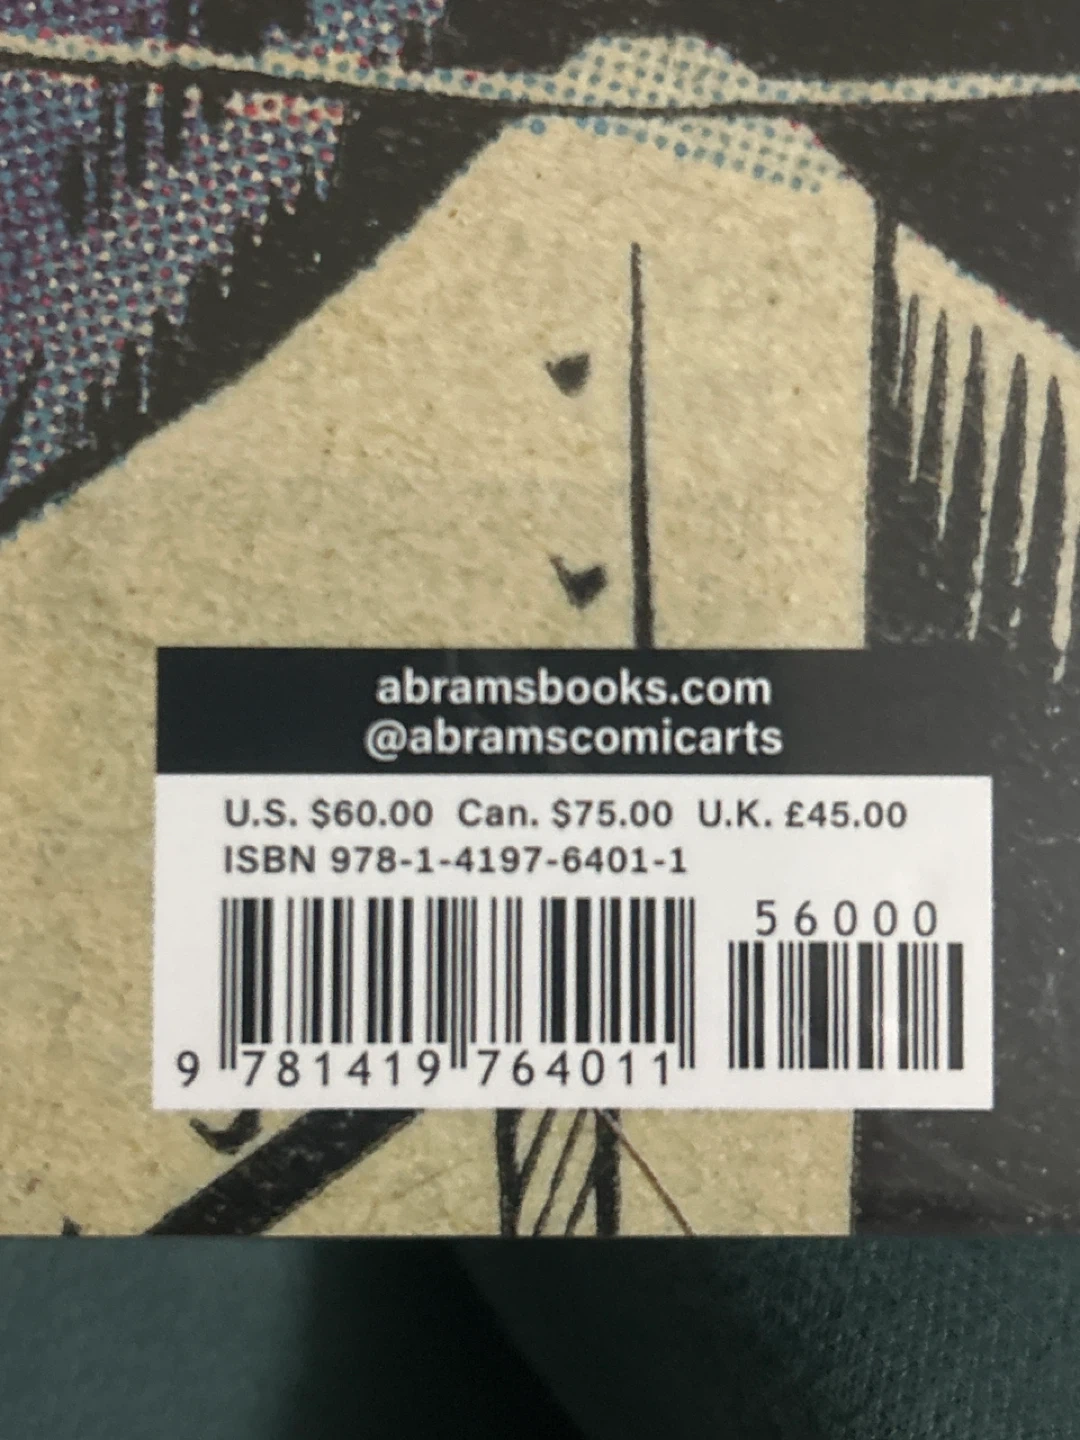 abramsbooks.com
@abramscomicarts
U.S. $60.00 Can. $75.00 U.K. £45.00
ISBN 978-1-4197-6401-1
56000
9 781419 764011